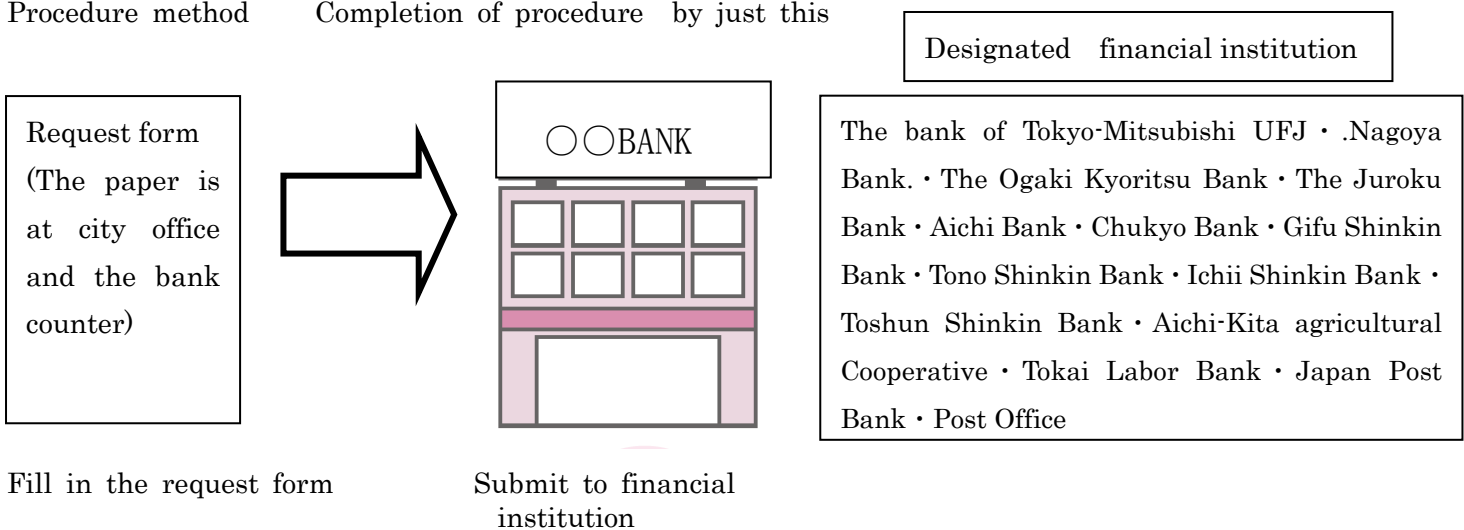 Procedure method Completion of procedure by just this
Designated financial institution
Request form
(The paper is
at city office
and the bank
counter)
○○BANK
The bank of Tokyo-Mitsubishi UFJ・.Nagoya
Bank.・The Ogaki Kyoritsu Bank・The Juroku
Bank・Aichi Bank・Chukyo Bank・Gifu Shinkin
Bank・Tono Shinkin Bank・Ichii Shinkin Bank・
Toshun Shinkin Bank・Aichi-Kita agricultural
Cooperative・Tokai Labor Bank・Japan Post
Bank・Post Office
Fill in the request form
Submit to financial
institution